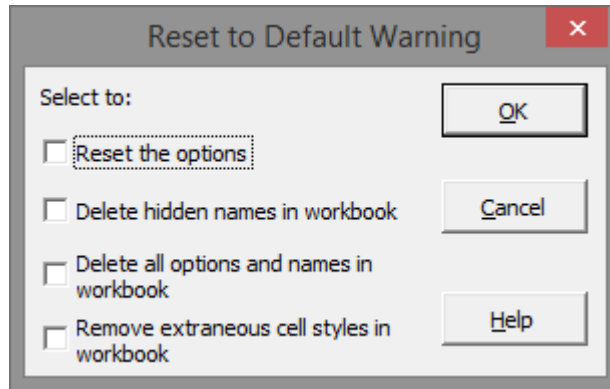 Reset to Default Warning
Select to:
OK
Reset the options
Delete hidden names in workbook
Cancel
Delete all options and names in
workbook
Remove extraneous cell styles in
workbook
Help